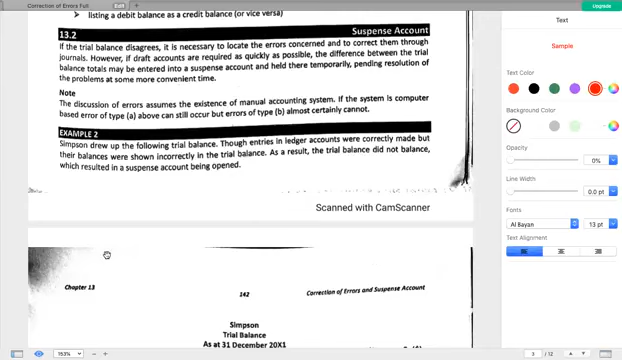 Correction of Errors Full
Upgrade
➤ listing a debit balance as a credit balance (or vice versa)
13.2 Suspense Account
If the trial balance disagrees, it is necessary to locate the errors concerned and to correct them through
journals. However, if draft accounts are required as quickly as possible, the difference between the trial
balance totals may be entered into a suspense account and held there temporarily, pending resolution of
the problems at some more convenient time.
Note
The discussion of errors assumes the existence of manual accounting system. If the system is computer
based error of type (a) above can still occur but errors of type (b) almost certainly cannot.
EXAMPLE 2
Simpson drew up the following trial balance. Though entries in ledger accounts were correctly made but
their balances were shown incorrectly in the trial balance. As a result, the trial balance did not balance,
which resulted in a suspense account being opened.
Scanned with CamScanner
Chapter 13
142
Correction of Errors and Suspense Account
Simpson
Trial Balance
As at 31 December 20X1
Text
Sample
Text Color
Background Color
Opacity
0%
Line Width
0.0 pt
Fonts
Al Bayan
13 pt
Text Alignment
153%
3 / 12